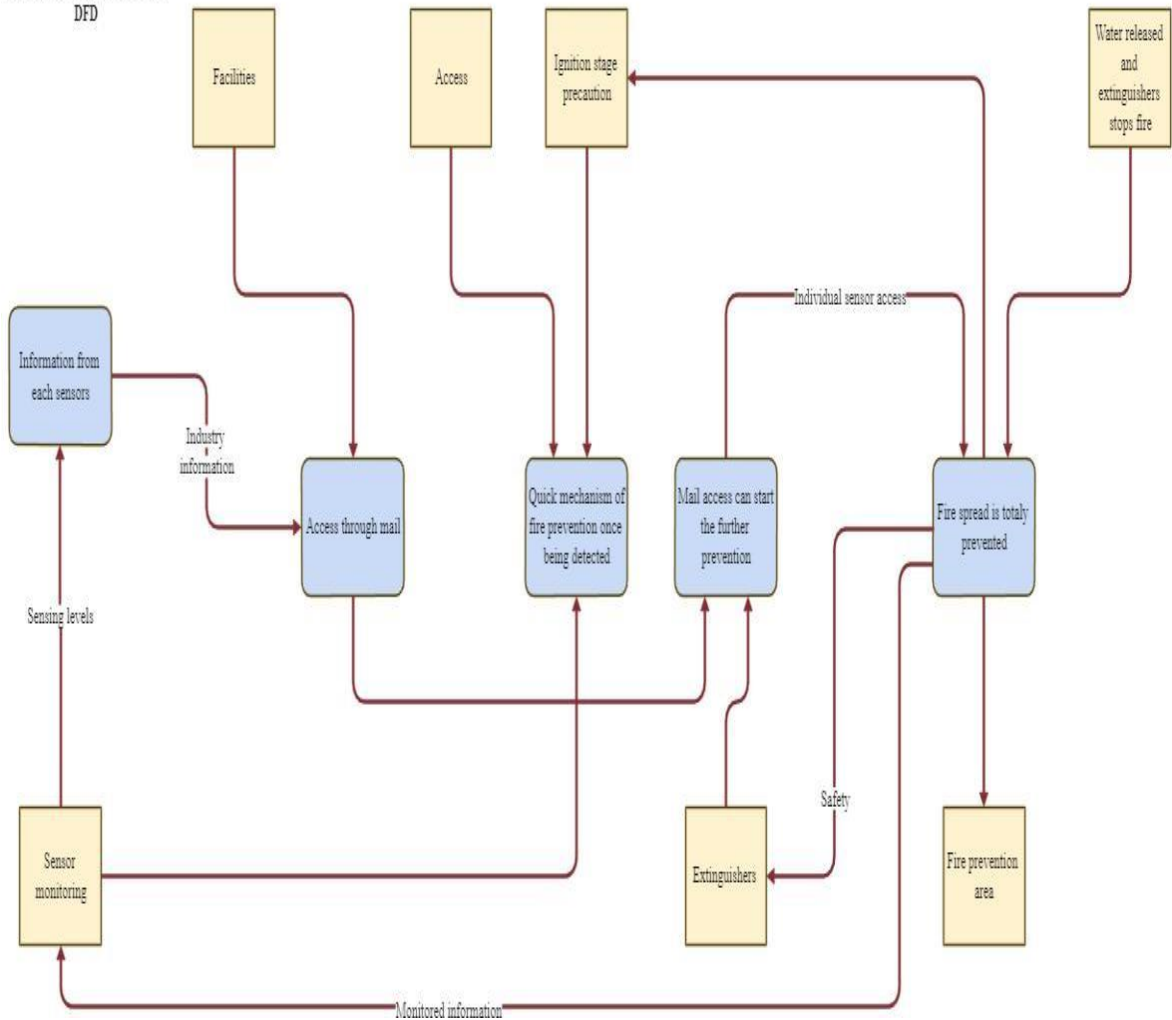 DFD
Facilities
Access
Ignition stage
precaution
Water released
and
extinguishers
stops fire
Individual sensor access
Information from
each sensors
Industry
information
Access through mail
Quick mechanism of
fire prevention once
being detected
Mail access can start
the further
prevention
Fire spread is totaly
prevented
Sensing levels
Safety
Sensor
monitoring
Extinguishers
Fire prevention
area
Monitored information